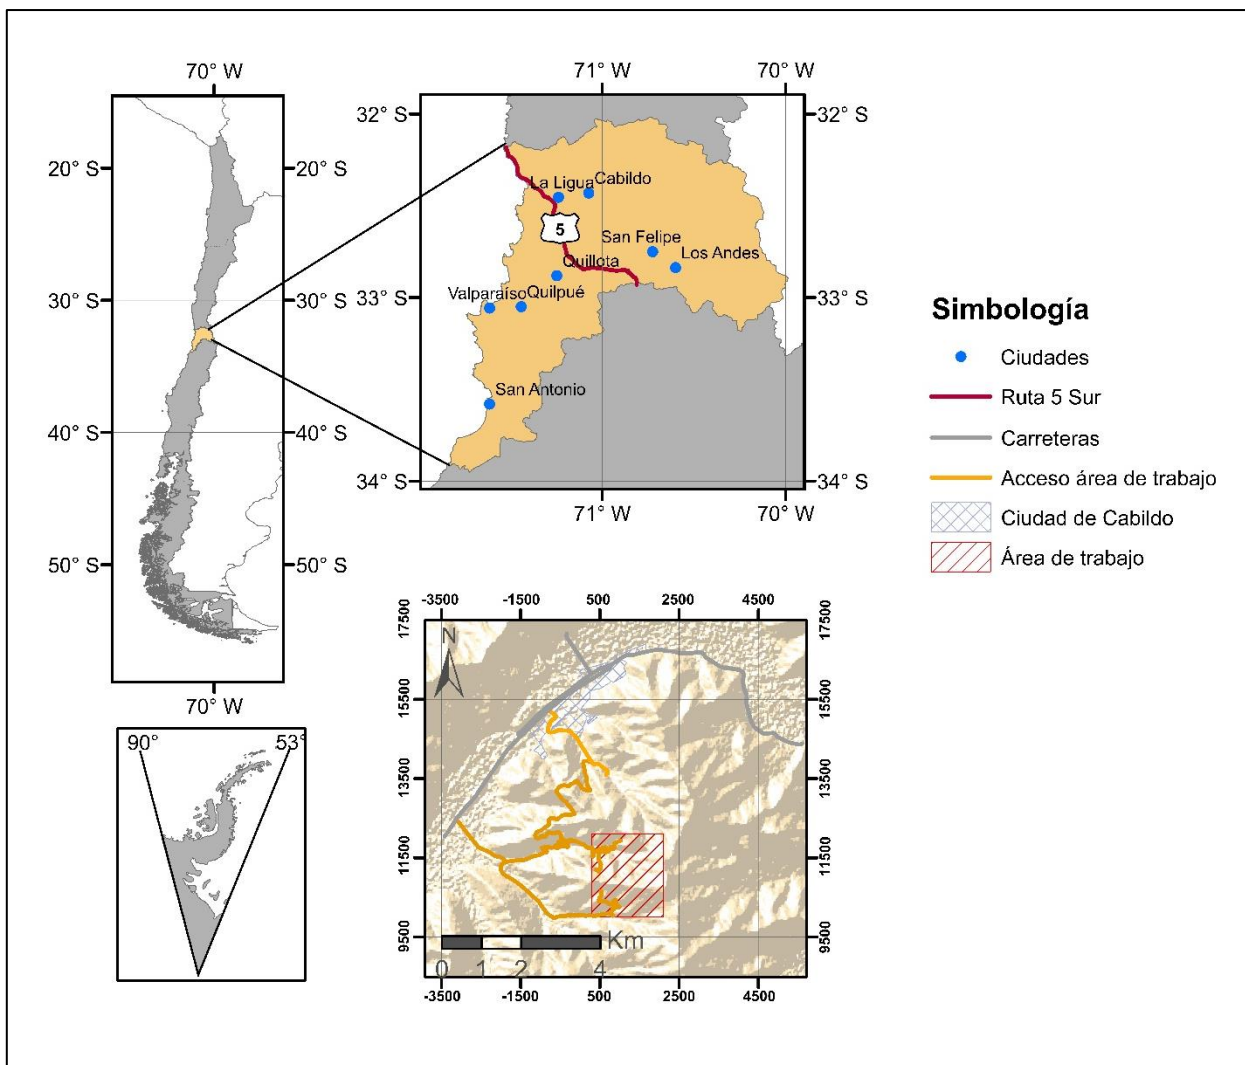 70° W
20° S
20° S
30° S
30° S
40° S
40° S
50° S
50° S
70° W
90°
53°
71° W
70° W
32° S
32° S
La Ligua
Cabildo
5
San Felipe
Los Andes
Quillota
33° S
33° S
Valparaíso
Quilpué
San Antonio
34° S
34° S
71° W
70° W
Simbología
Ciudades
Ruta 5 Sur
Carreteras
Acceso área de trabajo
Ciudad de Cabildo
Área de trabajo
-3500
-1500
500
2500
4500
17500
17500
N
15500
15500
13500
13500
11500
11500
9500
9500
Km
0
1
2
4
-3500
-1500
500
2500
4500